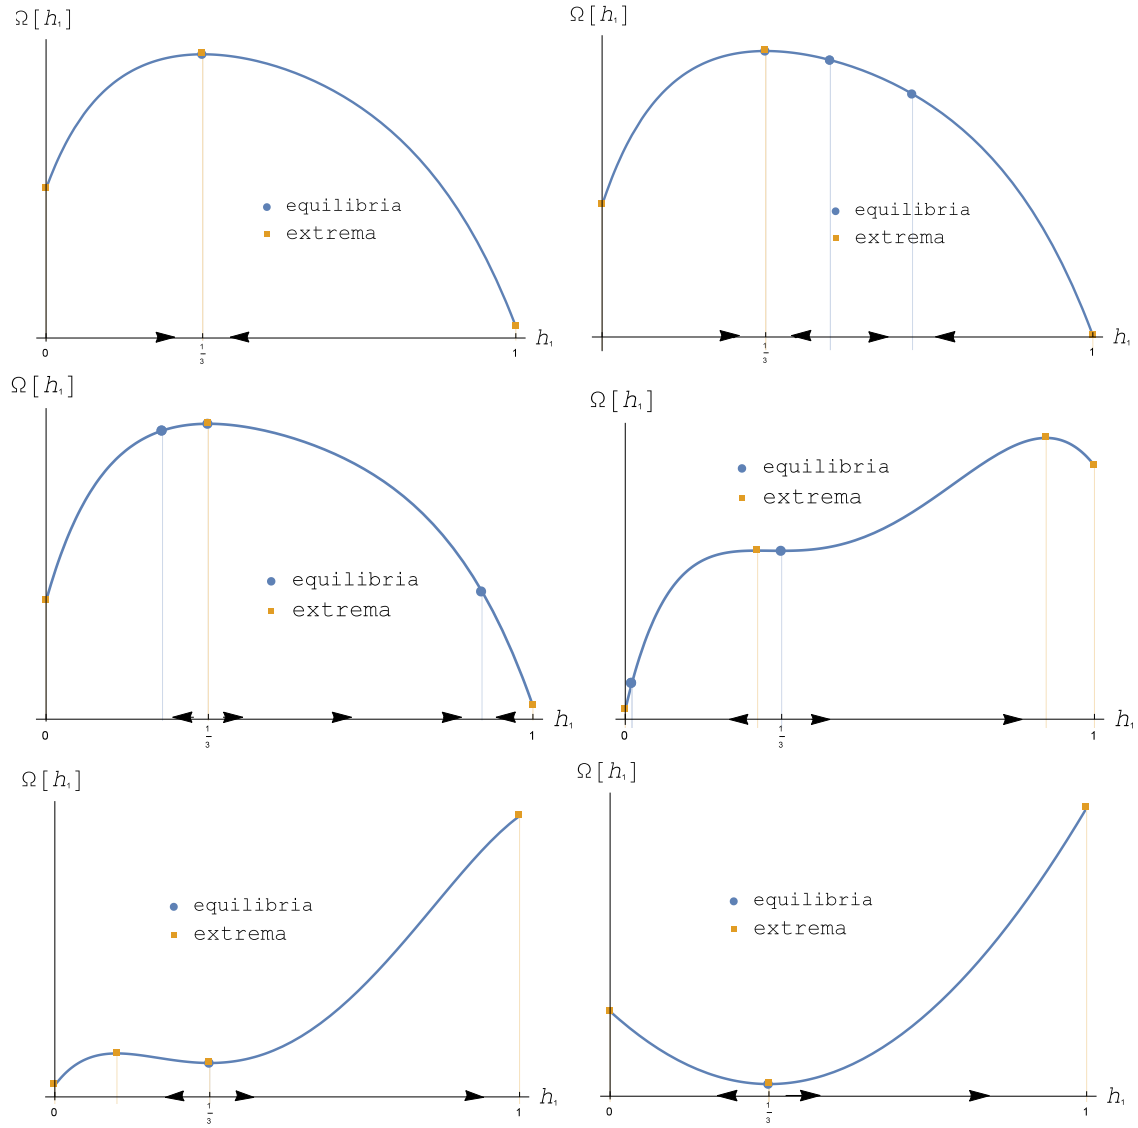 Ω[h₁]
equilibria
extrema
0
1/3
1
h₁
Ω[h₁]
equilibria
extrema
1/3
1
h₁
Ω[h₁]
equilibria
extrema
0
1/3
1
h₁
Ω[h₁]
equilibria
extrema
0
1/3
1
h₁
Ω[h₁]
equilibria
extrema
0
1/3
1
h₁
Ω[h₁]
equilibria
extrema
0
1/3
1
h₁